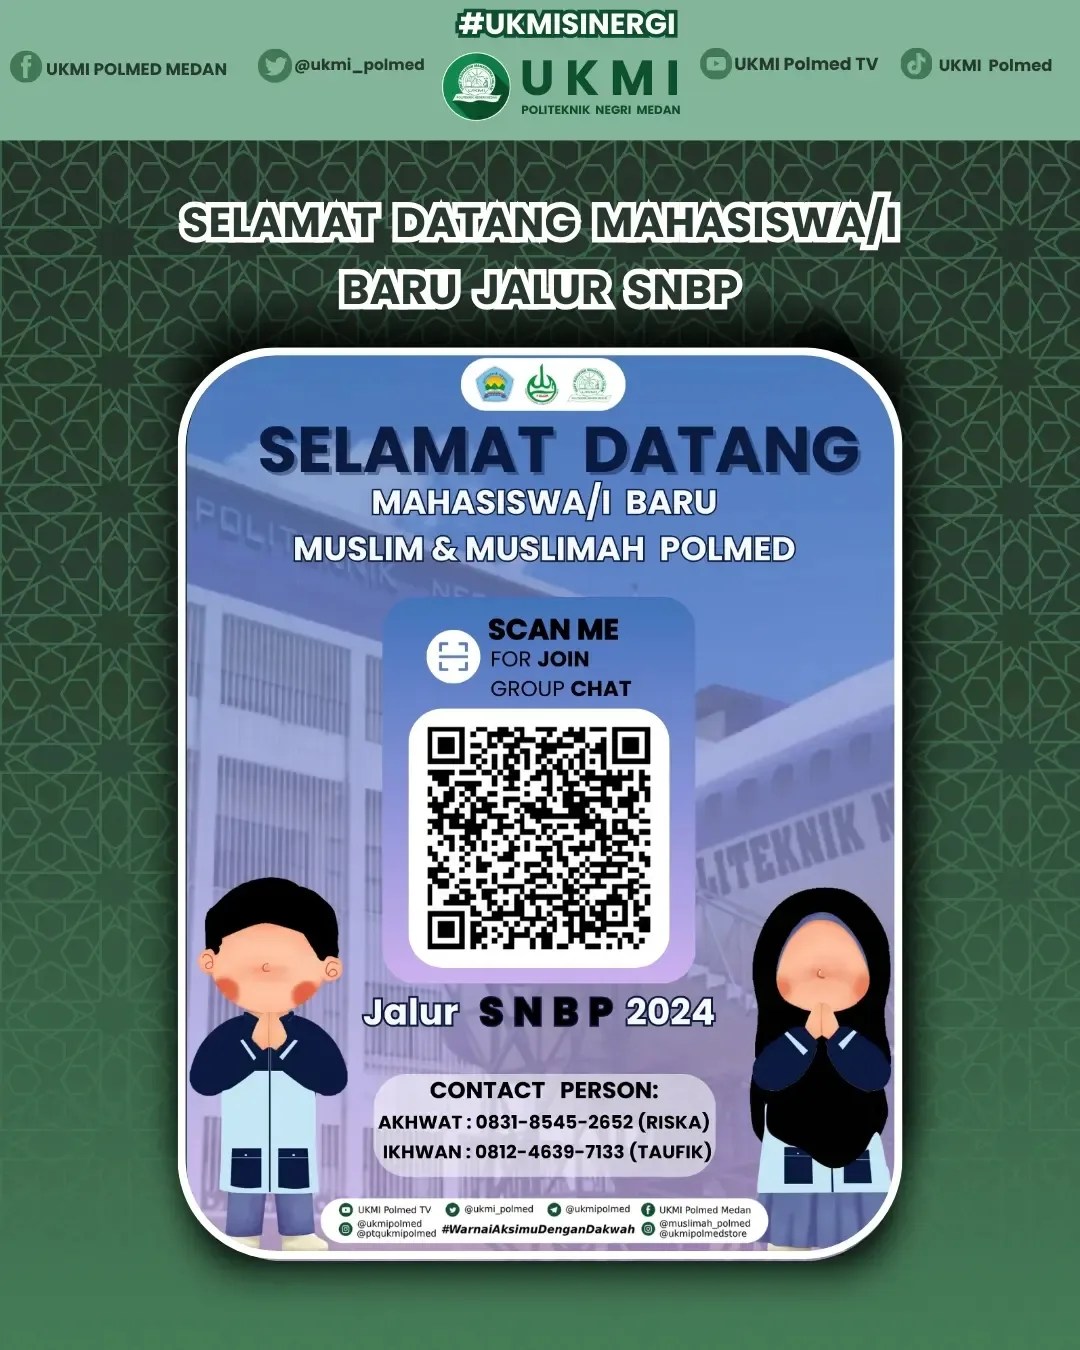 #UKMISINERGI
UKMI POLMED MEDAN
@ukmi_polmed
UKMI
POLITEKNIK NEGRI MEDAN
UKMI Polmed TV
UKMI Polmed
SELAMAT DATANG MAHASISWA/I
BARU JALUR SNBP
SELAMAT DATANG
MAHASISWA/I BARU
MUSLIM & MUSLIMAH POLMED
SCAN ME
FOR JOIN
GROUP CHAT
LITEKNIK N
Jalur SNBP 2024
CONTACT PERSON:
AKHWAT : 0831-8545-2652 (RISKA)
IKHWAN : 0812-4639-7133 (TAUFIK)
UKMI Polmed TV @ukmi_polmed @ukmipolmed UKMI Polmed Medan
@ukmipolmed
@ptqukmipolmed
#WarnaiAksimuDenganDakwah
@muslimah_polmed
@ukmipolmedstore